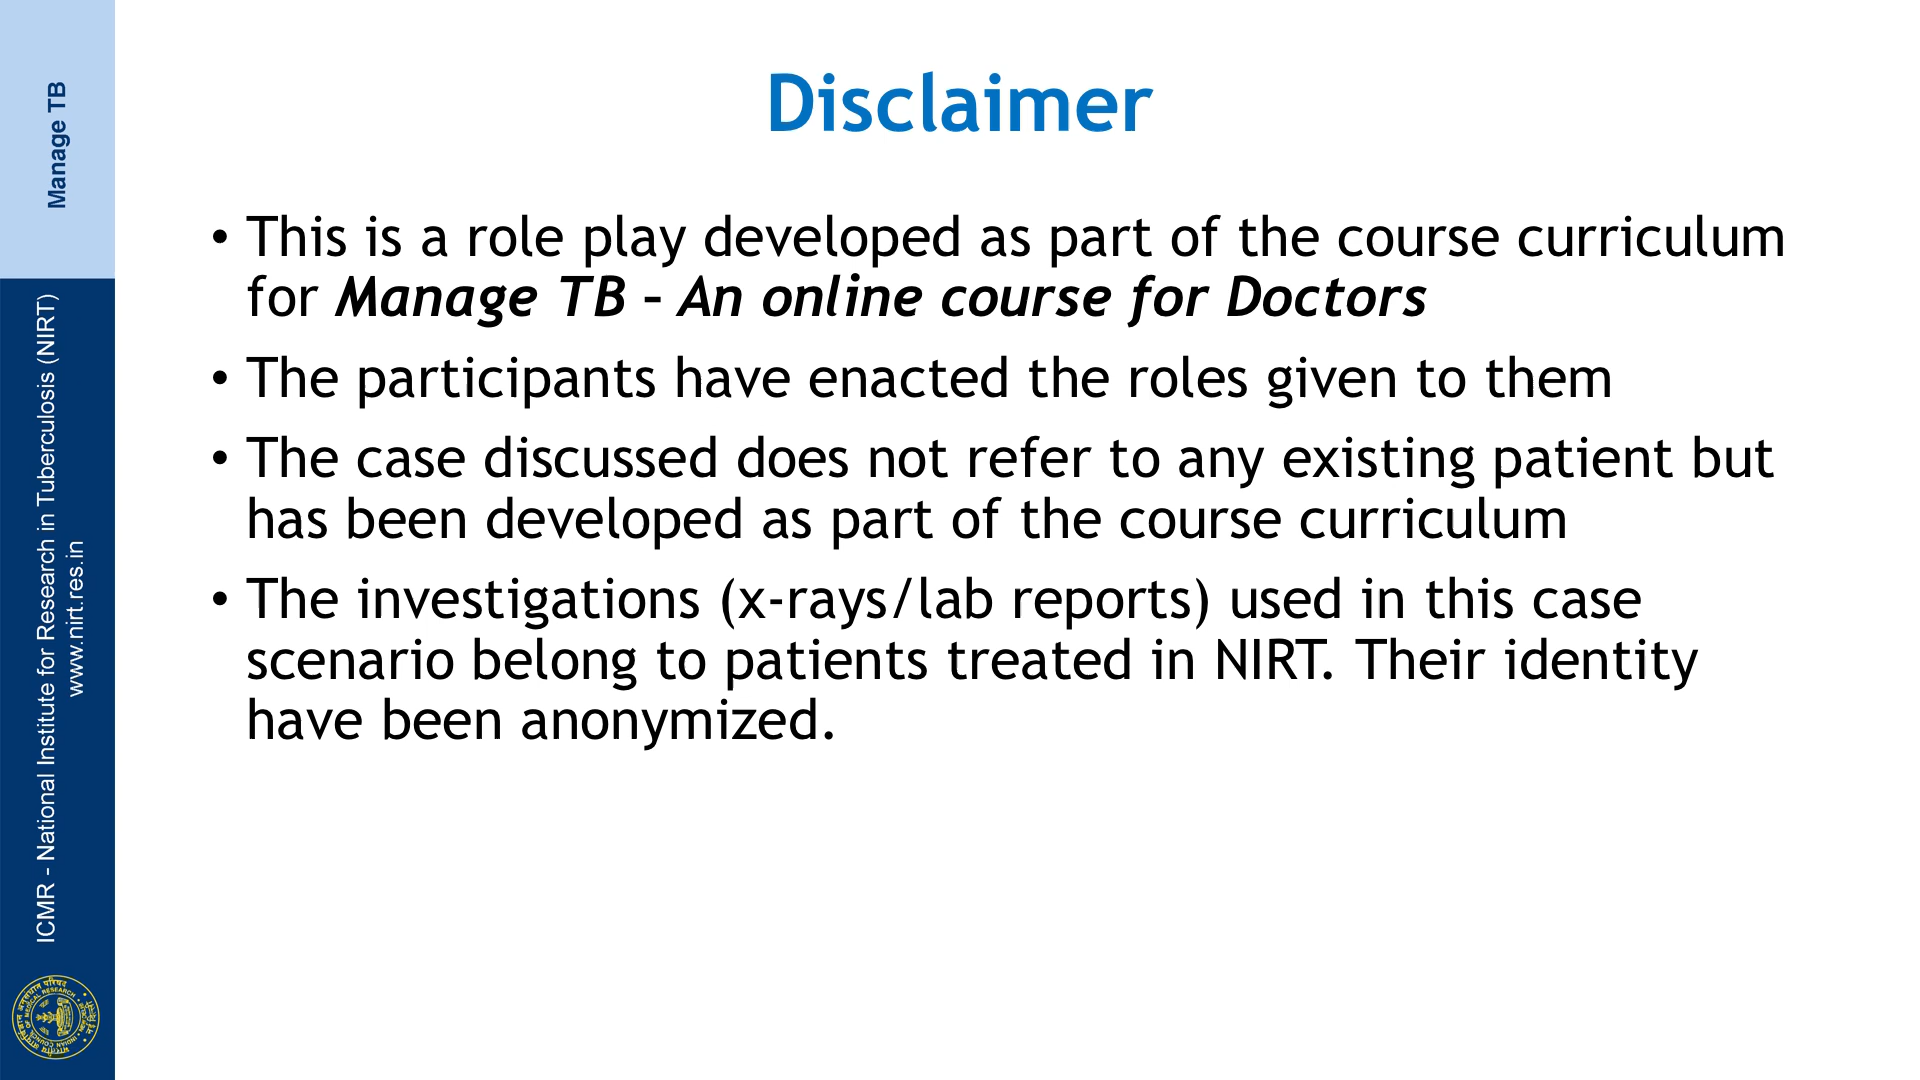 Manage TB
ICMR - National Institute for Research in Tuberculosis (NIRT)
www.nirt.res.in
Disclaimer
• This is a role play developed as part of the course curriculum
for Manage TB – An online course for Doctors
• The participants have enacted the roles given to them
• The case discussed does not refer to any existing patient but
has been developed as part of the course curriculum
• The investigations (x-rays/lab reports) used in this case
scenario belong to patients treated in NIRT. Their identity
have been anonymized.